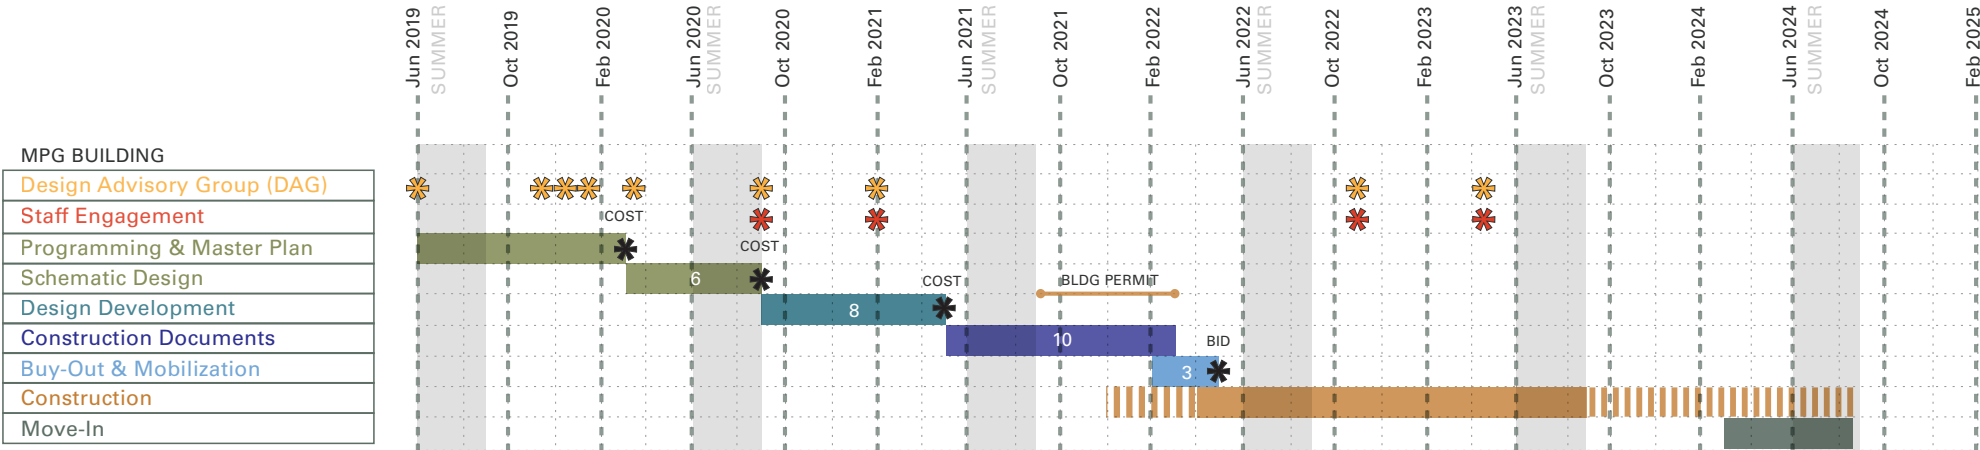 Jun 2019
SUMMER
Oct 2019
Feb 2020
Jun 2020
SUMMER
Oct 2020
Feb 2021
Jun 2021
SUMMER
Oct 2021
Feb 2022
Jun 2022
SUMMER
Oct 2022
Feb 2023
Jun 2023
SUMMER
Oct 2023
Feb 2024
Jun 2024
SUMMER
Oct 2024
Feb 2025
MPG BUILDING
Design Advisory Group (DAG)
Staff Engagement
COST
Programming & Master Plan
COST
Schematic Design
6
COST
BLDG PERMIT
Design Development
8
Construction Documents
10
BID
Buy-Out & Mobilization
3
Construction
Move-In